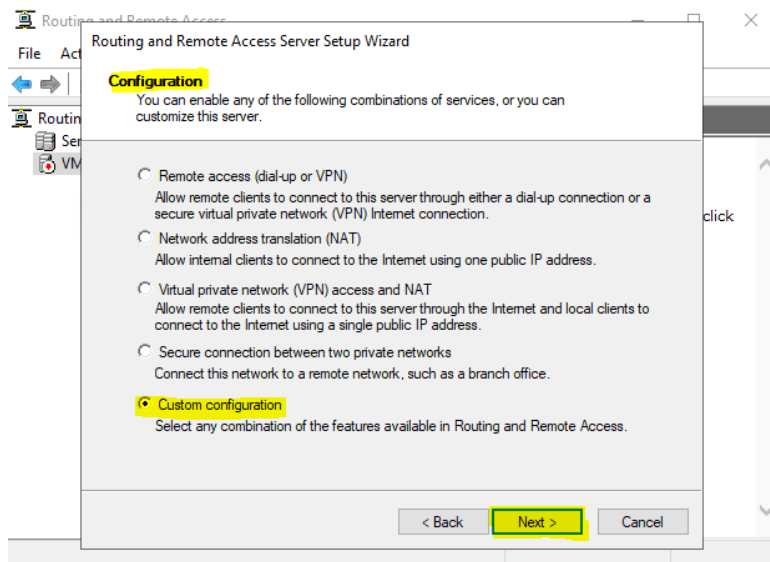 Routing and Remote Access
Routing and Remote Access Server Setup Wizard
File Act
Configuration
You can enable any of the following combinations of services, or you can
customize this server.
Routin
Ser
VM
Remote access (dial-up or VPN)
Allow remote clients to connect to this server through either a dial-up connection or a
secure virtual private network (VPN) Internet connection.
click
Network address translation (NAT)
Allow internal clients to connect to the Internet using one public IP address.
Virtual private network (VPN) access and NAT
Allow remote clients to connect to this server through the Internet and local clients to
connect to the Internet using a single public IP address.
Secure connection between two private networks
Connect this network to a remote network, such as a branch office.
Custom configuration
Select any combination of the features available in Routing and Remote Access.
< Back Next > Cancel